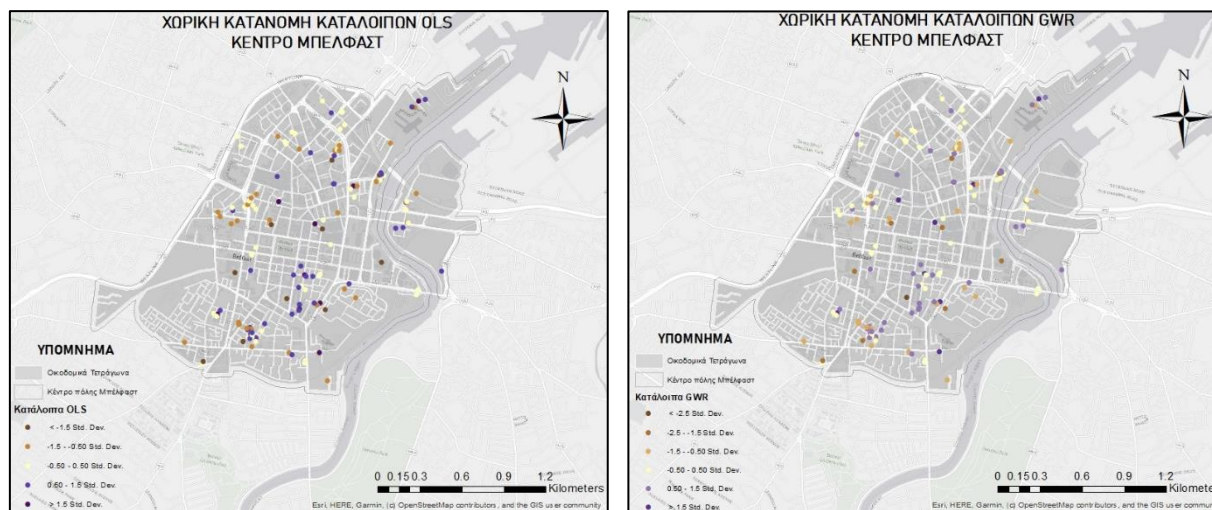 ΧΩΡΙΚΗ ΚΑΤΑΝΟΜΗ ΚΑΤΑΛΟΙΠΩΝ OLS
ΚΕΝΤΡΟ ΜΠΕΛΦΑΣΤ
N
Belfast
ΥΠΟΜΝΗΜΑ
Οικοδομικά Τετράγωνα
Κέντρο πόλης Μπέλφαστ
Κατάλοιπα OLS
< -1.5 Std. Dev.
-1.5 - -0.50 Std. Dev.
-0.50 - 0.50 Std. Dev.
0.50 - 1.5 Std. Dev.
> 1.5 Std. Dev.
0 0.15 0.3 0.6 0.9 1.2
Kilometers
Esri, HERE, Garmin, (c) OpenStreetMap contributors, and the GIS user community
ΧΩΡΙΚΗ ΚΑΤΑΝΟΜΗ ΚΑΤΑΛΟΙΠΩΝ GWR
ΚΕΝΤΡΟ ΜΠΕΛΦΑΣΤ
N
Belfast
ΥΠΟΜΝΗΜΑ
Οικοδομικά Τετράγωνα
Κέντρο πόλης Μπέλφαστ
Κατάλοιπα GWR
< -2.5 Std. Dev.
-2.5 - -1.5 Std. Dev.
-1.5 - -0.50 Std. Dev.
-0.50 - 0.50 Std. Dev.
0.50 - 1.5 Std. Dev.
> 1.5 Std. Dev.
0 0.15 0.3 0.6 0.9 1.2
Kilometers
Esri, HERE, Garmin, (c) OpenStreetMap contributors, and the GIS user community